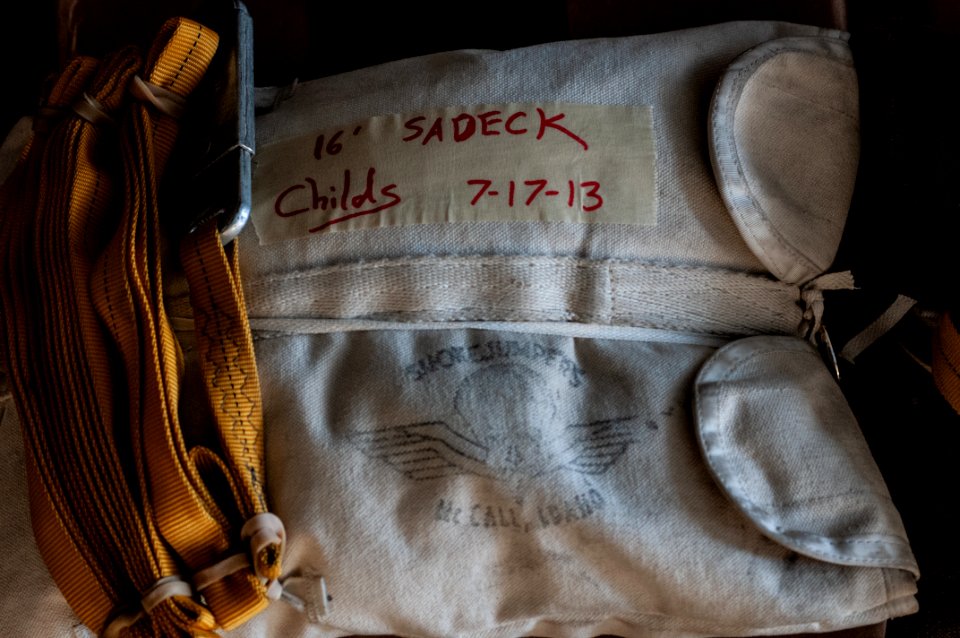 16' SADECK
Childs 7-17-13
SMOKEJUMPERS
McCALL, IDAHO